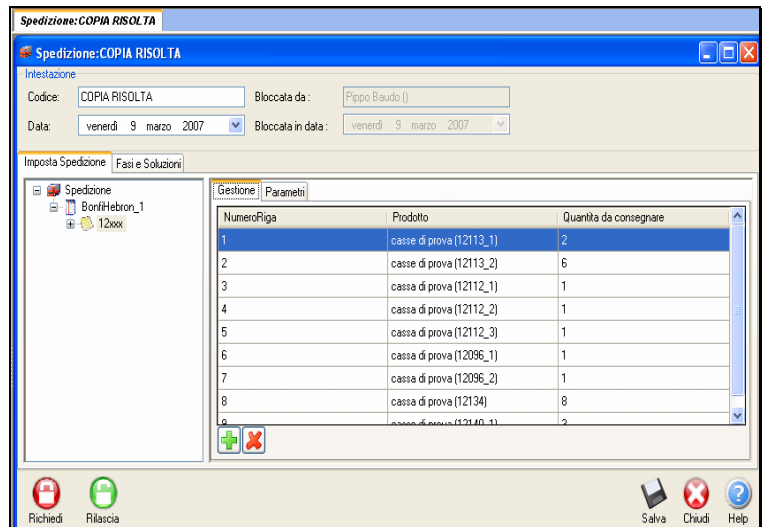 Spedizione:COPIA RISOLTA
Spedizione:COPIA RISOLTA
Intestazione
Codice: COPIA RISOLTA Bloccata da : Pippo Baudo ()
Data: venerdì 9 marzo 2007 Bloccata in data : venerdì 9 marzo 2007
Imposta Spedizione Fasi e Soluzioni
Spedizione
BonfiHebron_1
12xxx
Gestione Parametri
NumeroRiga Prodotto Quantita da consegnare
1 casse di prova (12113_1) 2
2 casse di prova (12113_2) 6
3 cassa di prova (12112_1) 1
4 cassa di prova (12112_2) 1
5 cassa di prova (12112_3) 1
6 cassa di prova (12096_1) 1
7 cassa di prova (12096_2) 1
8 cassa di prova (12134) 8
Richiedi Rilascia Salva Chiudi Help